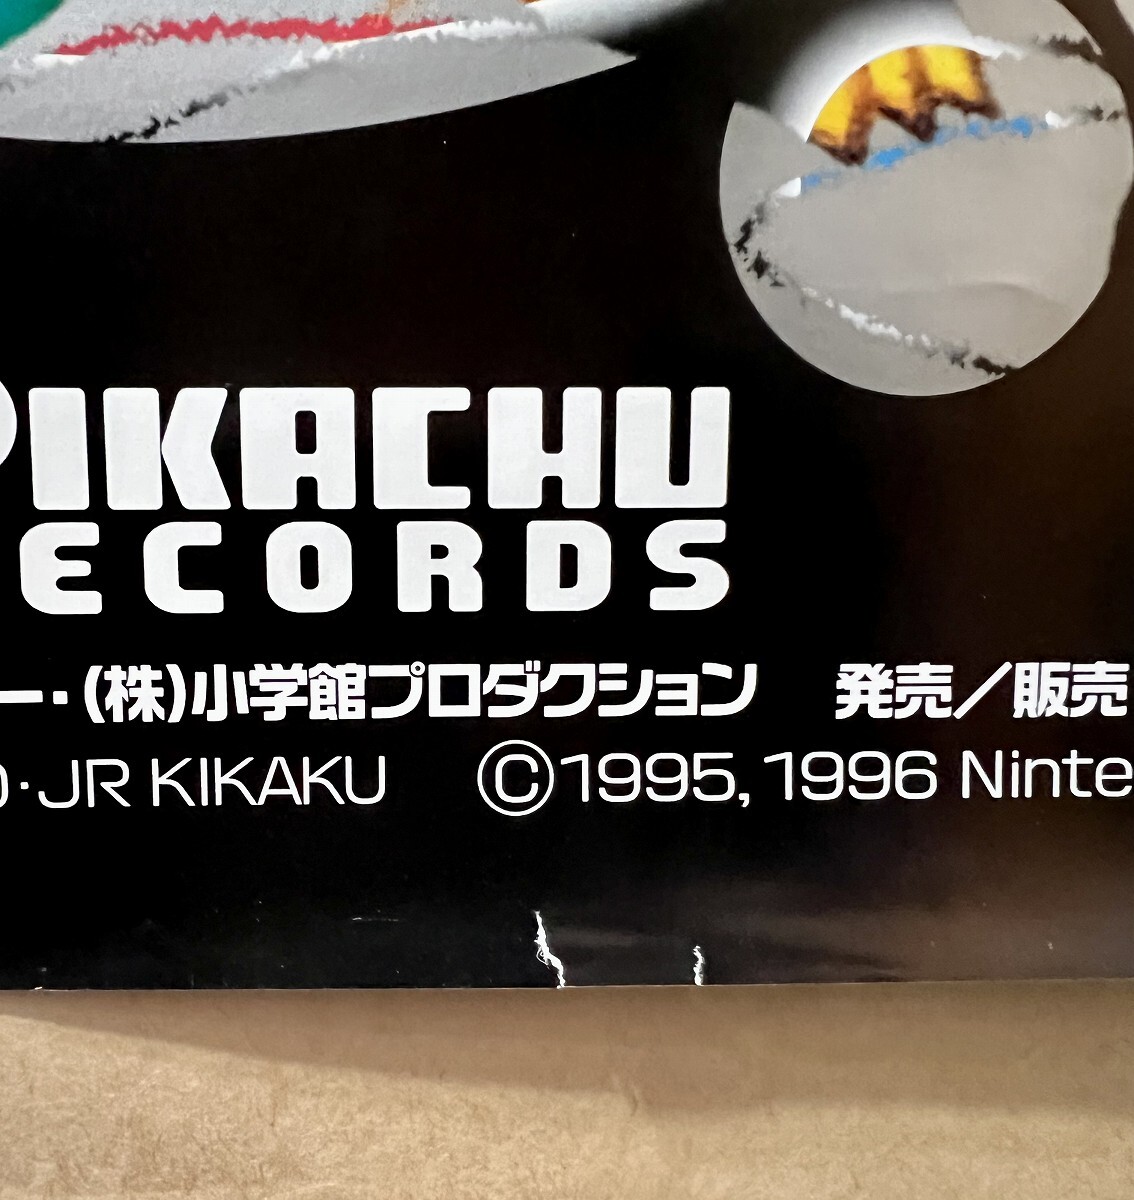 PIKACHU
RECORDS
ー・(株)小学館プロダクション 発売／販売
・JR KIKAKU ©1995,1996 Ninte